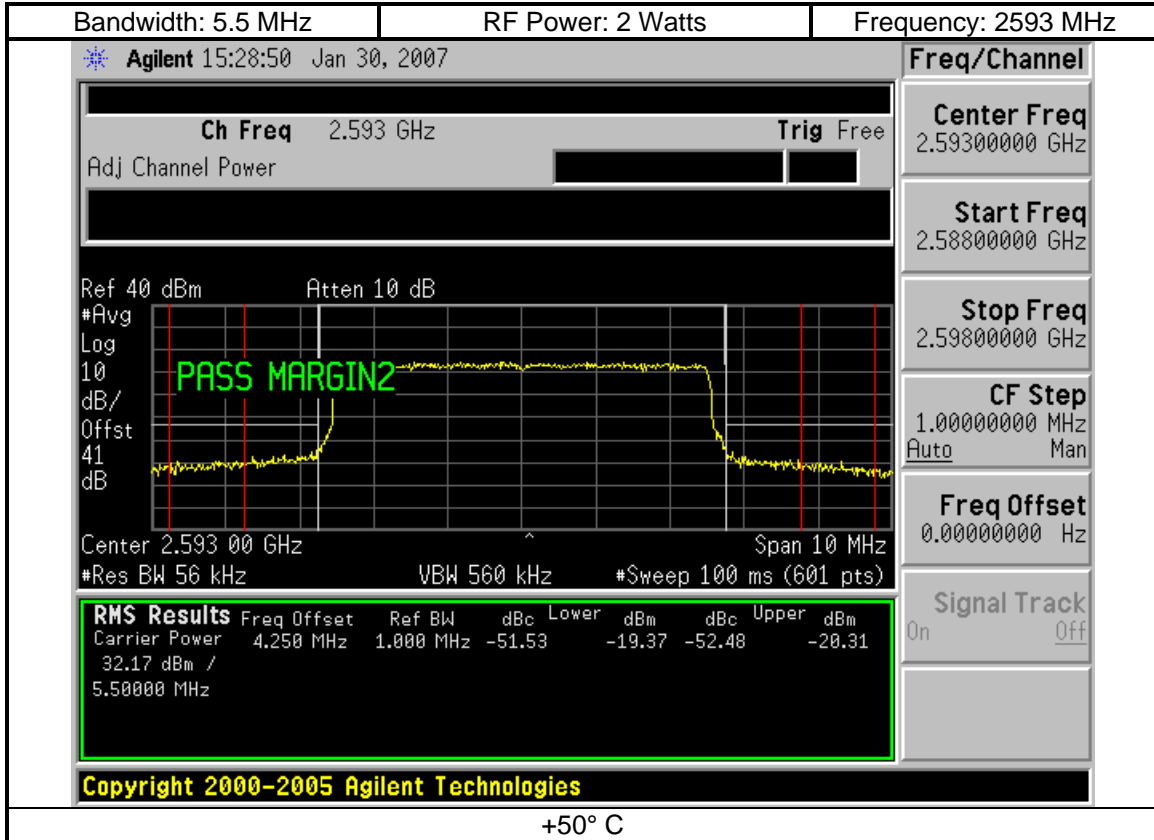 Bandwidth: 5.5 MHz RF Power: 2 Watts Frequency: 2593 MHz
Agilent 15:28:50 Jan 30, 2007 Freq/Channel
Ch Freq 2.593 GHz Trig Free
Adj Channel Power
Center Freq
2.59300000 GHz
Start Freq
2.58800000 GHz
Stop Freq
2.59800000 GHz
CF Step
1.00000000 MHz
Auto Man
Freq Offset
0.00000000 Hz
Signal Track
On Off
Ref 40 dBm Atten 10 dB
#Avg
Log
10
dB/
Offst
41
dB
PASS MARGIN2
Center 2.593 00 GHz ^ Span 10 MHz
#Res BW 56 kHz VBW 560 kHz #Sweep 100 ms (601 pts)
RMS Results Freq Offset Ref BW dBc Lower dBm dBc Upper dBm
Carrier Power 4.250 MHz 1.000 MHz -51.53 -19.37 -52.48 -20.31
32.17 dBm /
5.50000 MHz
Copyright 2000-2005 Agilent Technologies
+50° C